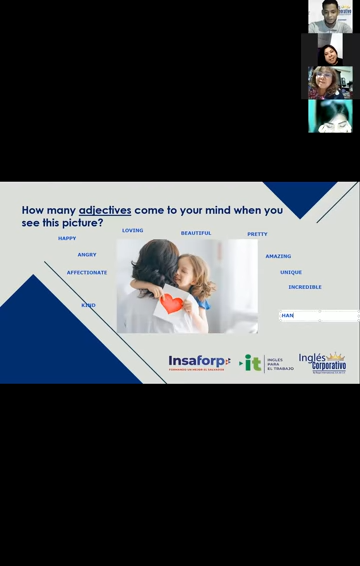 How many adjectives come to your mind when you
see this picture?
LOVING
BEAUTIFUL
PRETTY
HAPPY
ANGRY
AMAZING
AFFECTIONATE
UNIQUE
INCREDIBLE
KIND
HAN
Insaforp
it
INGLÉS
PARA
EL TRABAJO
Inglés
Corporativo